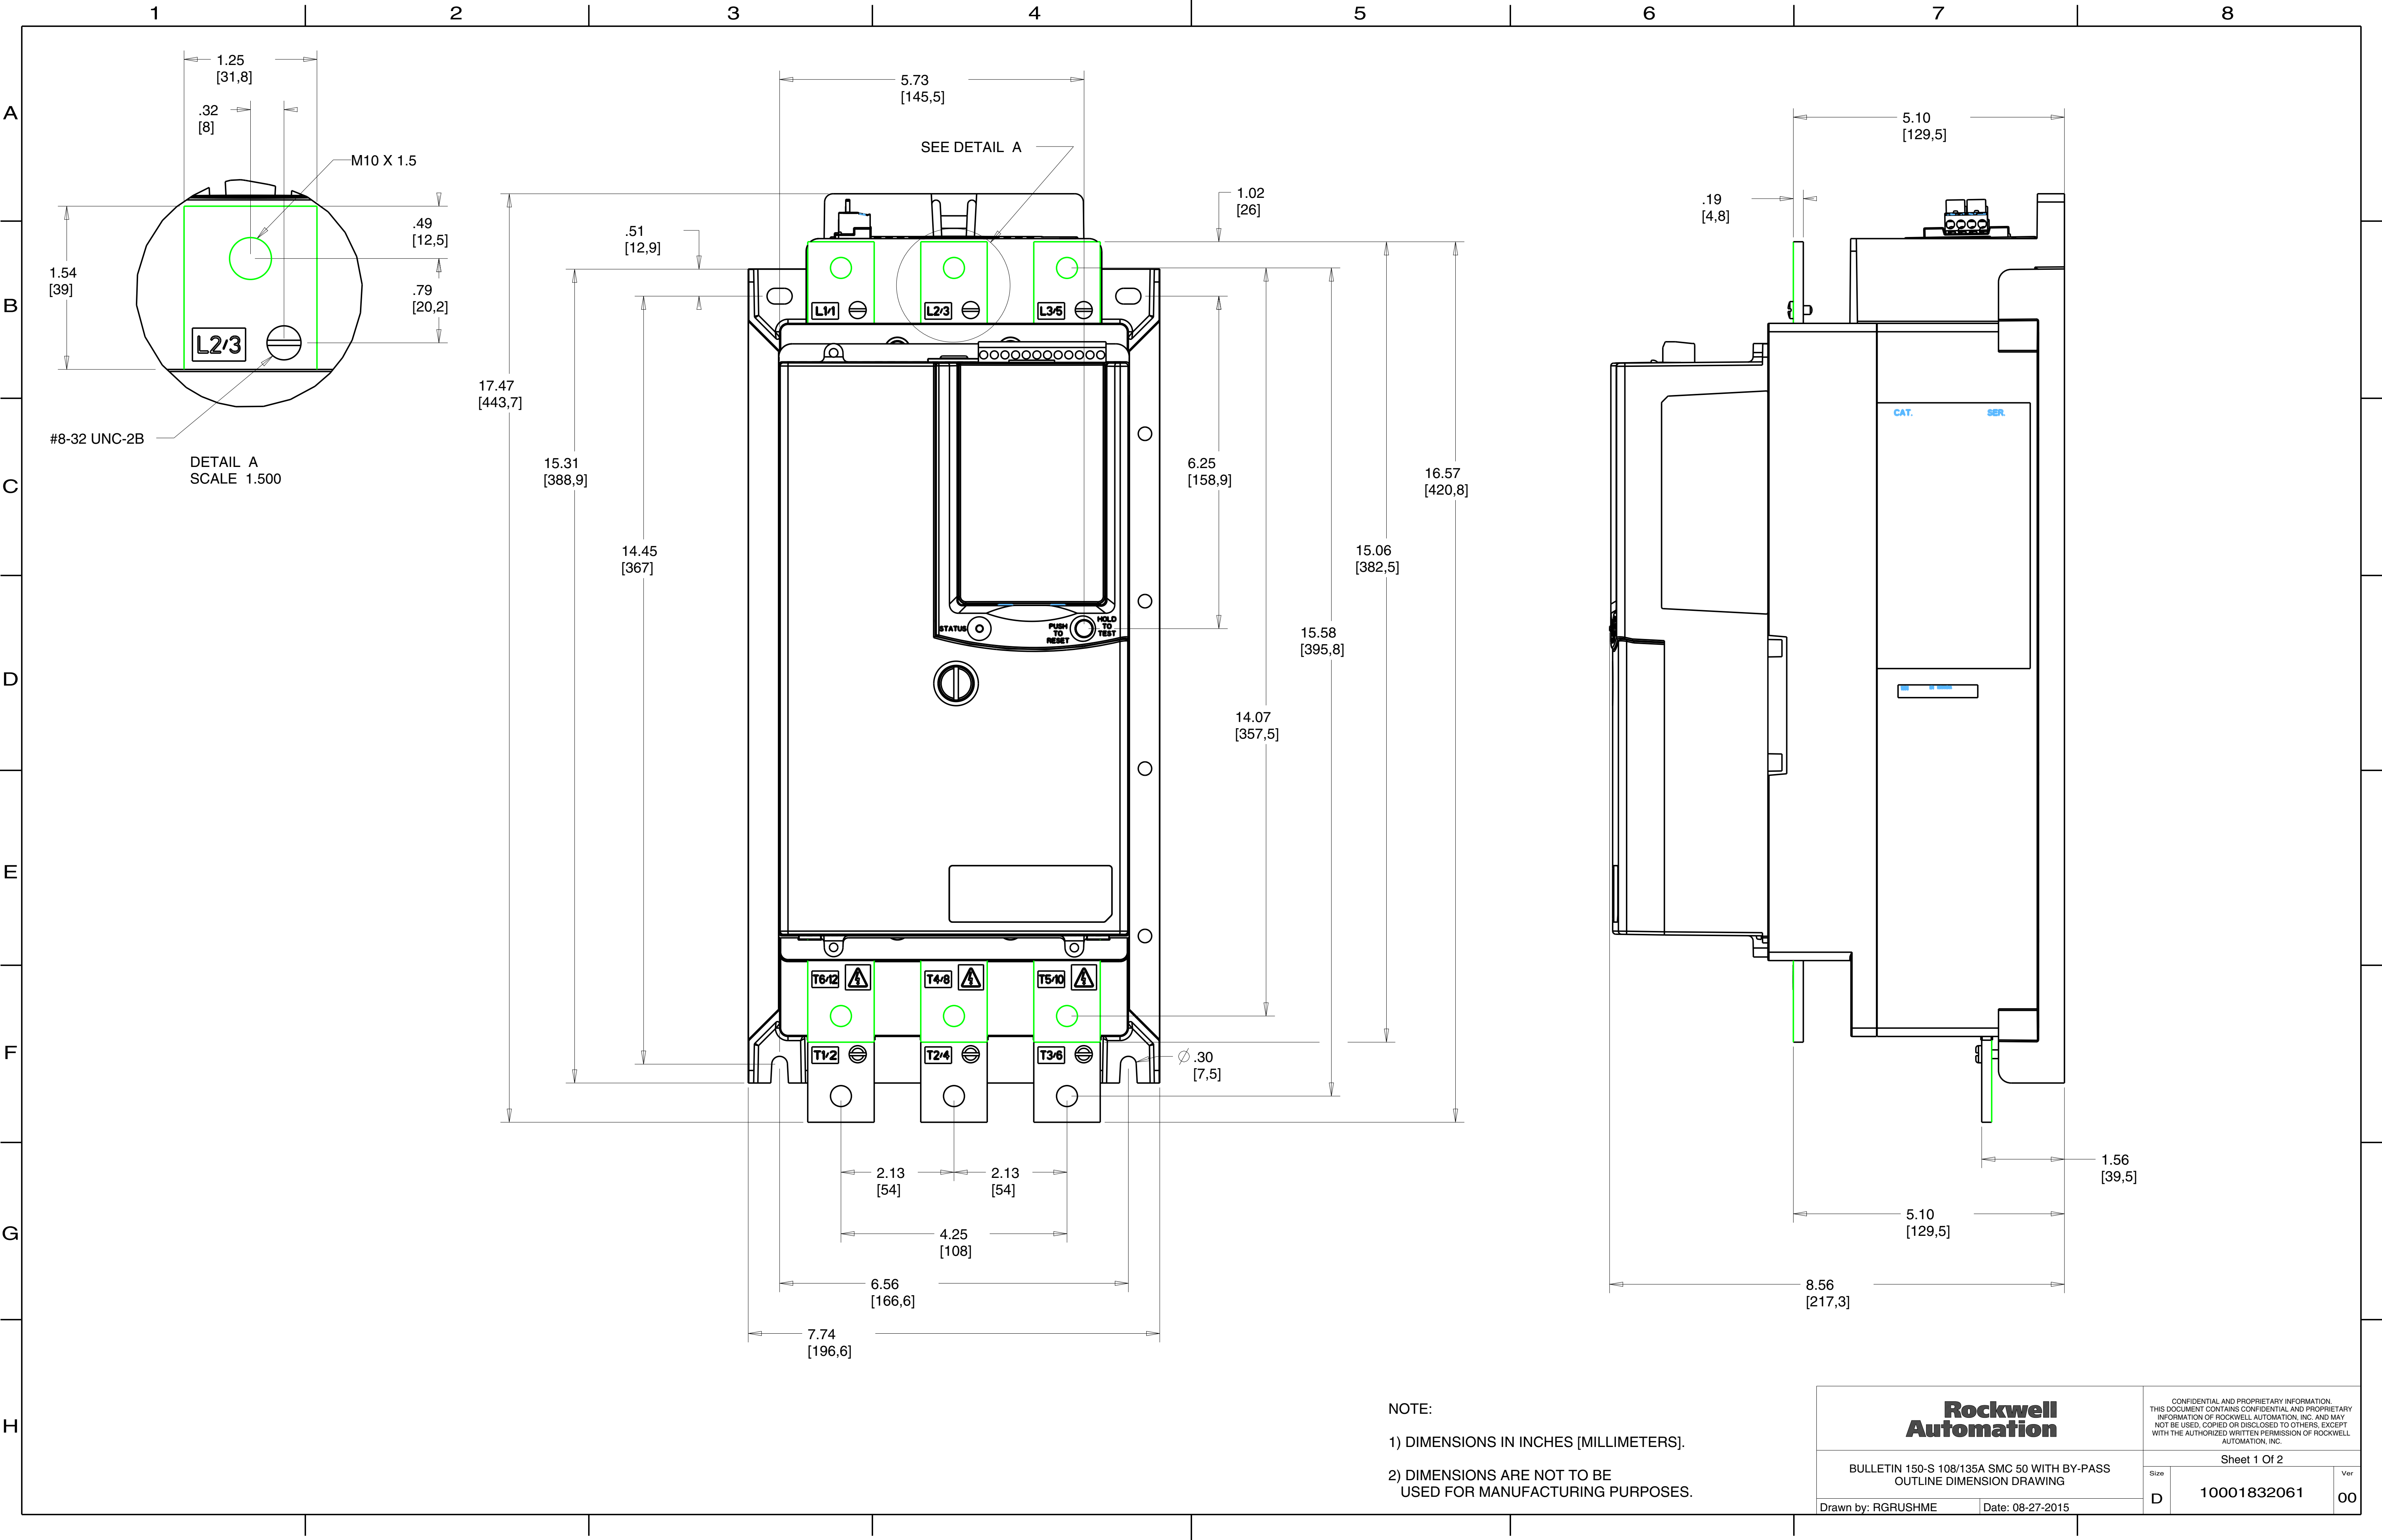 1 2 3 4 5 6 7 8
A
B
C
D
E
F
G
H
1.25
[31,8]
.32
[8]
M10 X 1.5
.49
[12,5]
1.54
[39]
.79
[20,2]
L2/3
#8-32 UNC-2B
DETAIL A
SCALE 1.500
5.73
[145,5]
SEE DETAIL A
1.02
[26]
.51
[12,9]
L1/1 L2/3 L3/5
17.47
[443,7]
15.31
[388,9]
14.45
[367]
6.25
[158,9]
16.57
[420,8]
15.06
[382,5]
15.58
[395,8]
14.07
[357,5]
STATUS
PUSH
TO
RESET
HOLD
TO
TEST
T6/12 T4/8 T5/10
T1/2 T2/4 T3/6
∅ .30
[7,5]
2.13
[54]
2.13
[54]
4.25
[108]
6.56
[166,6]
7.74
[196,6]
5.10
[129,5]
.19
[4,8]
CAT. SER.
1.56
[39,5]
5.10
[129,5]
8.56
[217,3]
NOTE:
1) DIMENSIONS IN INCHES [MILLIMETERS].
2) DIMENSIONS ARE NOT TO BE
USED FOR MANUFACTURING PURPOSES.
Rockwell
Automation
CONFIDENTIAL AND PROPRIETARY INFORMATION.
THIS DOCUMENT CONTAINS CONFIDENTIAL AND PROPRIETARY
INFORMATION OF ROCKWELL AUTOMATION, INC. AND MAY
NOT BE USED, COPIED OR DISCLOSED TO OTHERS, EXCEPT
WITH THE AUTHORIZED WRITTEN PERMISSION OF ROCKWELL
AUTOMATION, INC.
Sheet 1 Of 2
BULLETIN 150-S 108/135A SMC 50 WITH BY-PASS
OUTLINE DIMENSION DRAWING
Size
D
10001832061
Ver
00
Drawn by: RGRUSHME
Date: 08-27-2015